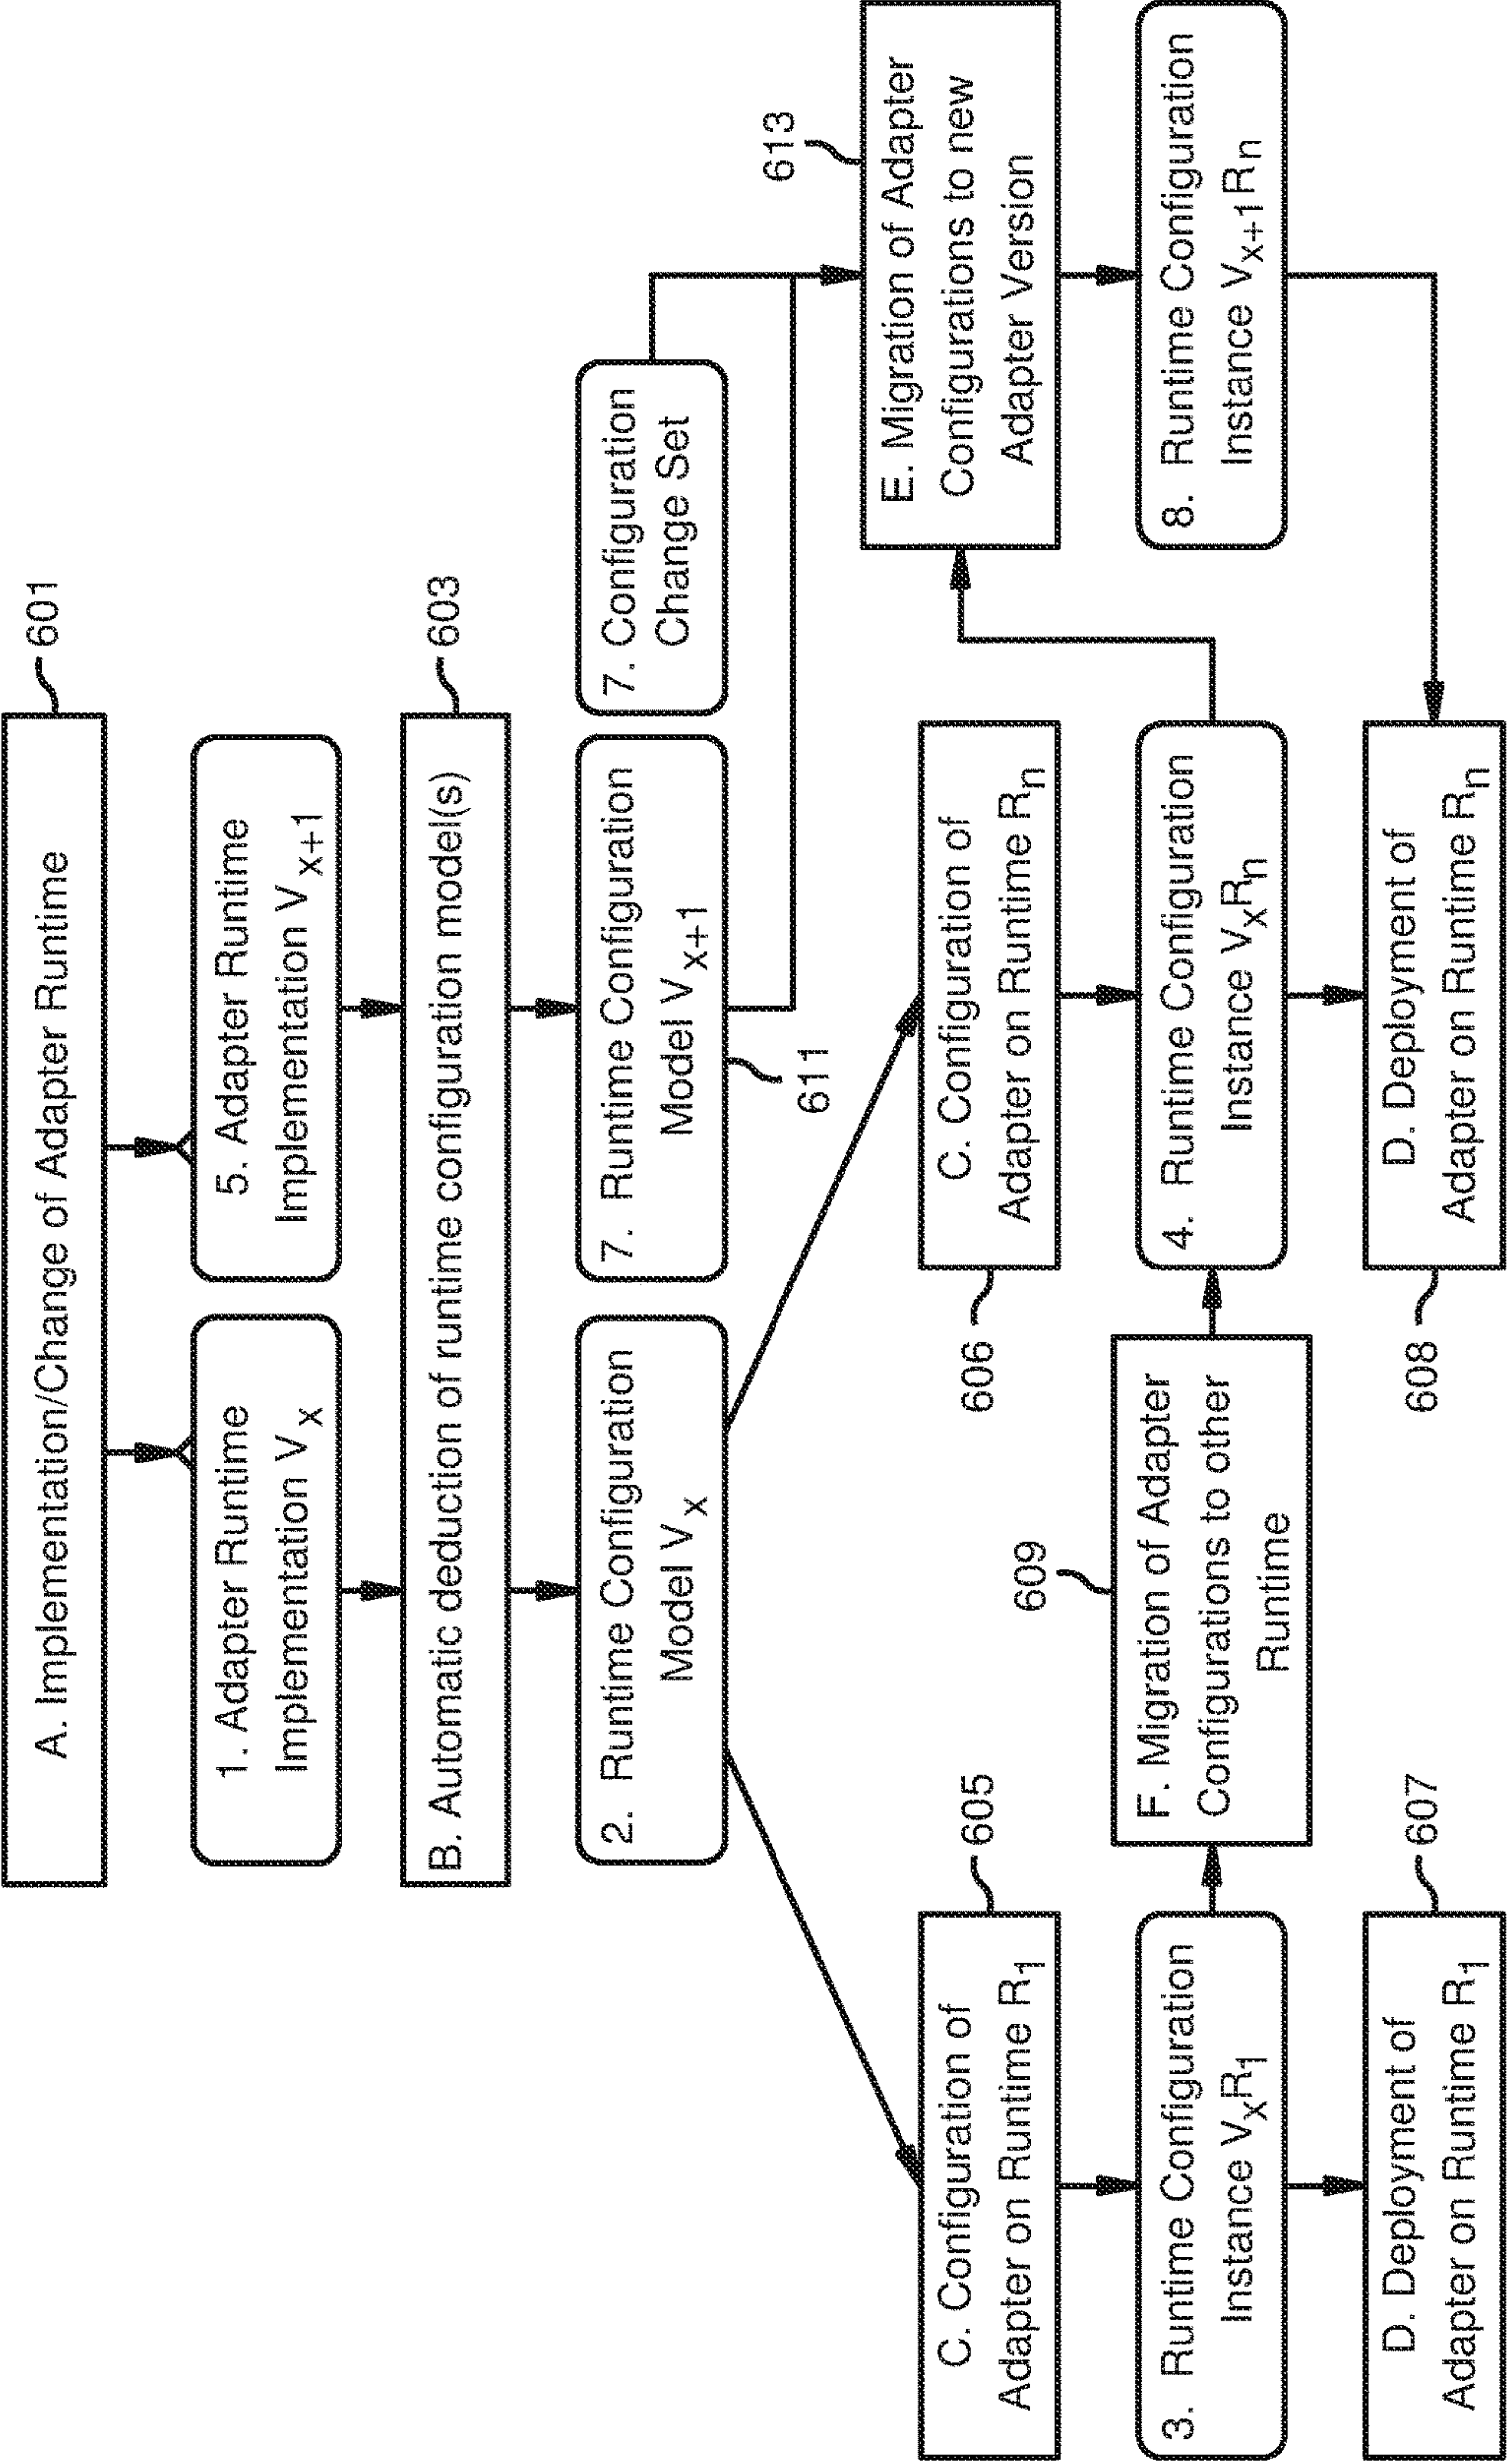 A. Implementation/Change of Adapter Runtime
601
1. Adapter Runtime
Implementation Vx
5. Adapter Runtime
Implementation Vx+1
B. Automatic deduction of runtime configuration model(s)
603
2. Runtime Configuration
Model Vx
7. Runtime Configuration
Model Vx+1
611
7. Configuration
Change Set
613
E. Migration of Adapter
Configurations to new
Adapter Version
C. Configuration of
Adapter on Runtime R1
605
606
C. Configuration of
Adapter on Runtime Rn
609
F. Migration of Adapter
Configurations to other
Runtime
3. Runtime Configuration
Instance VxR1
4. Runtime Configuration
Instance VxRn
8. Runtime Configuration
Instance Vx+1Rn
D. Deployment of
Adapter on Runtime R1
607
608
D. Deployment of
Adapter on Runtime Rn